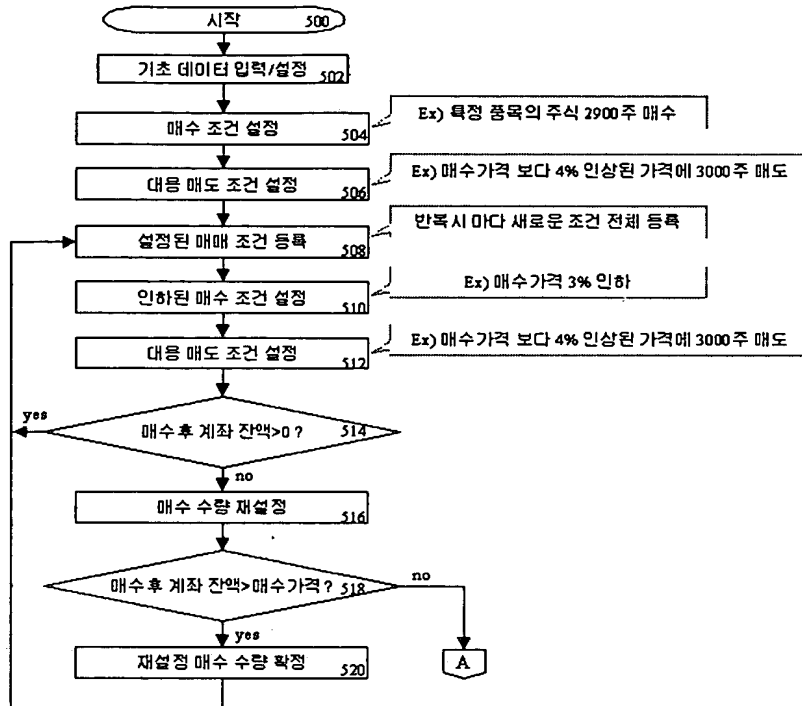 시작 500
기초 데이터 입력/설정 502
매수 조건 설정 504
Ex) 특정 품목의 주식 2900주 매수
대응 매도 조건 설정 506
Ex) 매수가격 보다 4% 인상된 가격에 3000주 매도
설정된 매매 조건 등록 508
반복시 마다 새로운 조건 전체 등록
인하된 매수 조건 설정 510
Ex) 매수가격 3% 인하
대응 매도 조건 설정 512
Ex) 매수가격 보다 4% 인상된 가격에 3000주 매도
yes
매수후 계좌 잔액>0 ? 514
no
매수 수량 재설정 516
매수후 계좌 잔액>매수가격 ? 518
no
yes
재설정 매수 수량 확정 520
A